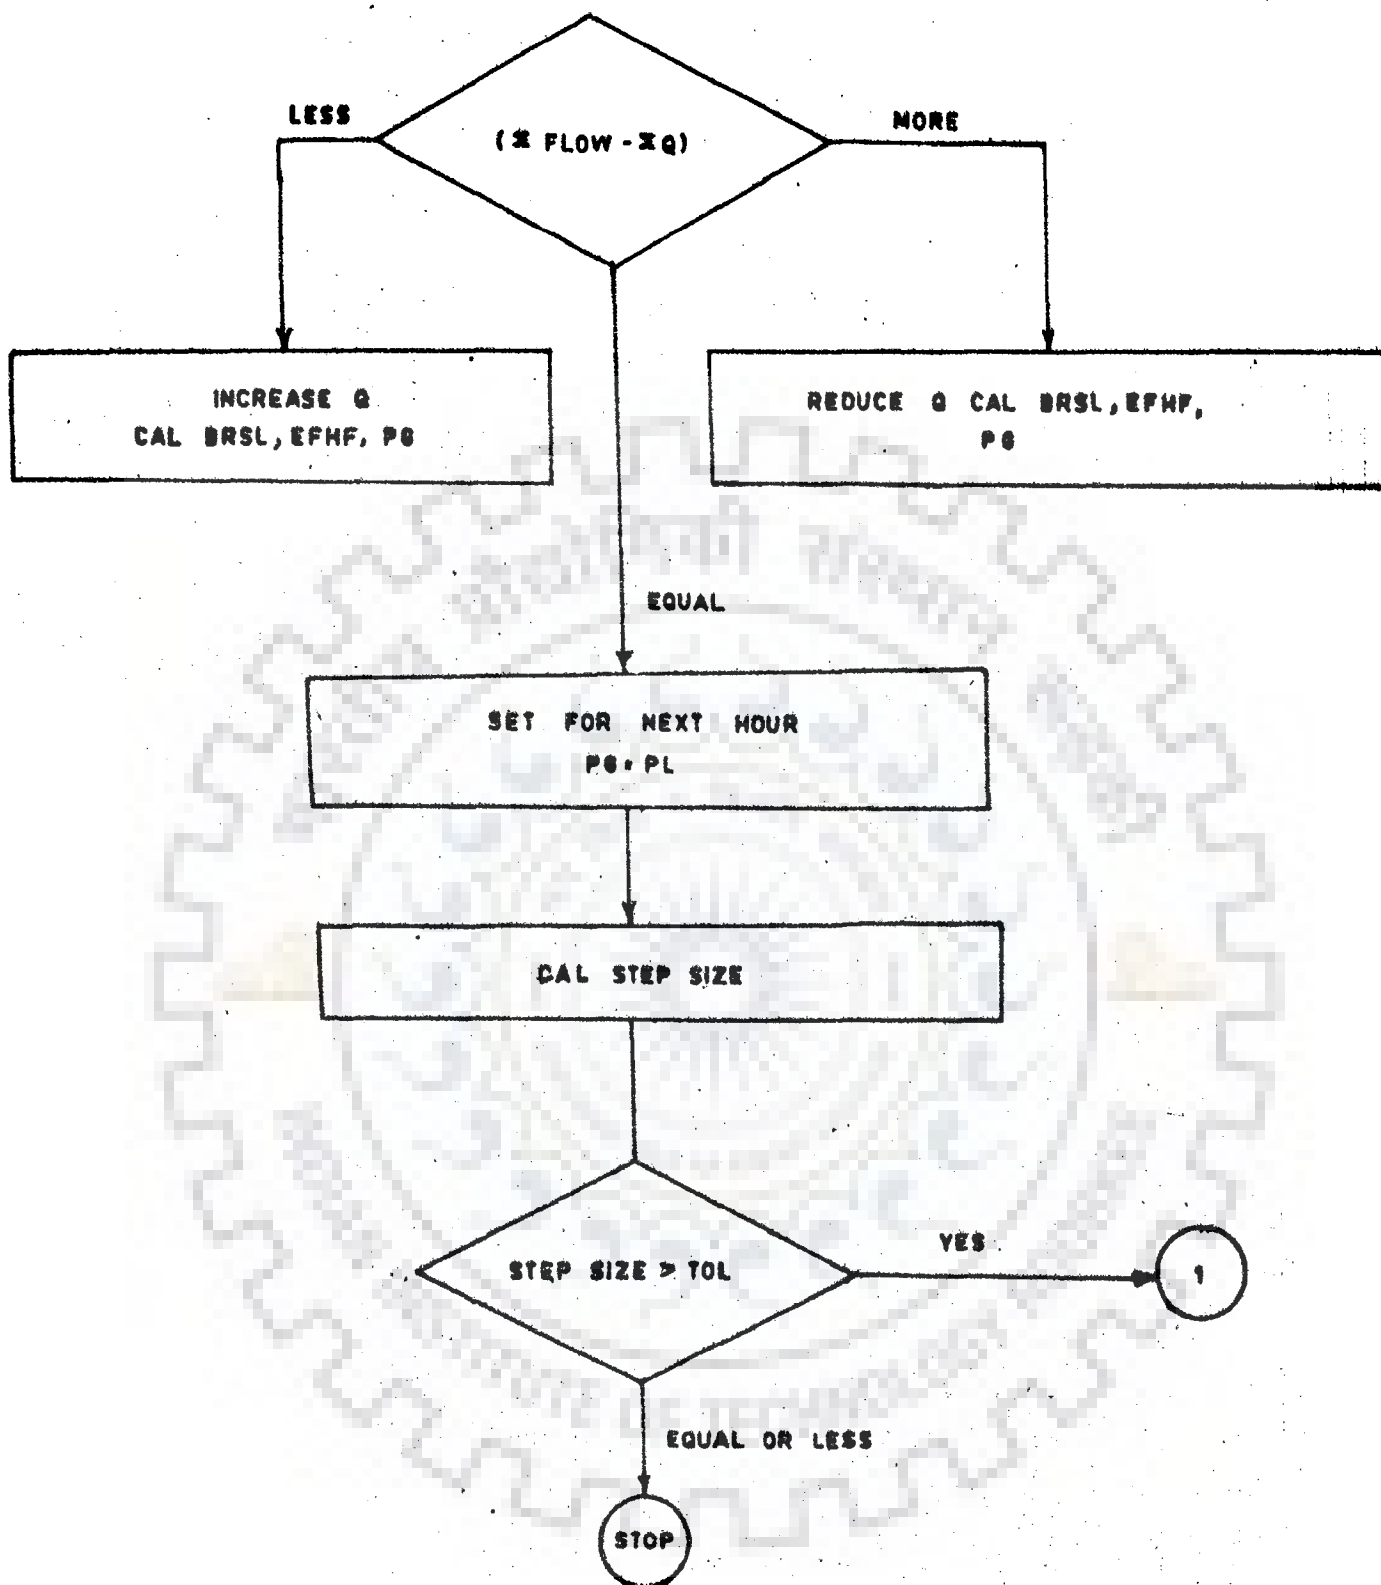 LESS
MORE
(Σ FLOW - ΣQ)
INCREASE Q
CAL BRSL, EFHF, PG
REDUCE Q CAL BRSL, EFHF,
PG
EQUAL
SET FOR NEXT HOUR
PG = PL
CAL STEP SIZE
STEP SIZE > TOL
YES
1
EQUAL OR LESS
STOP